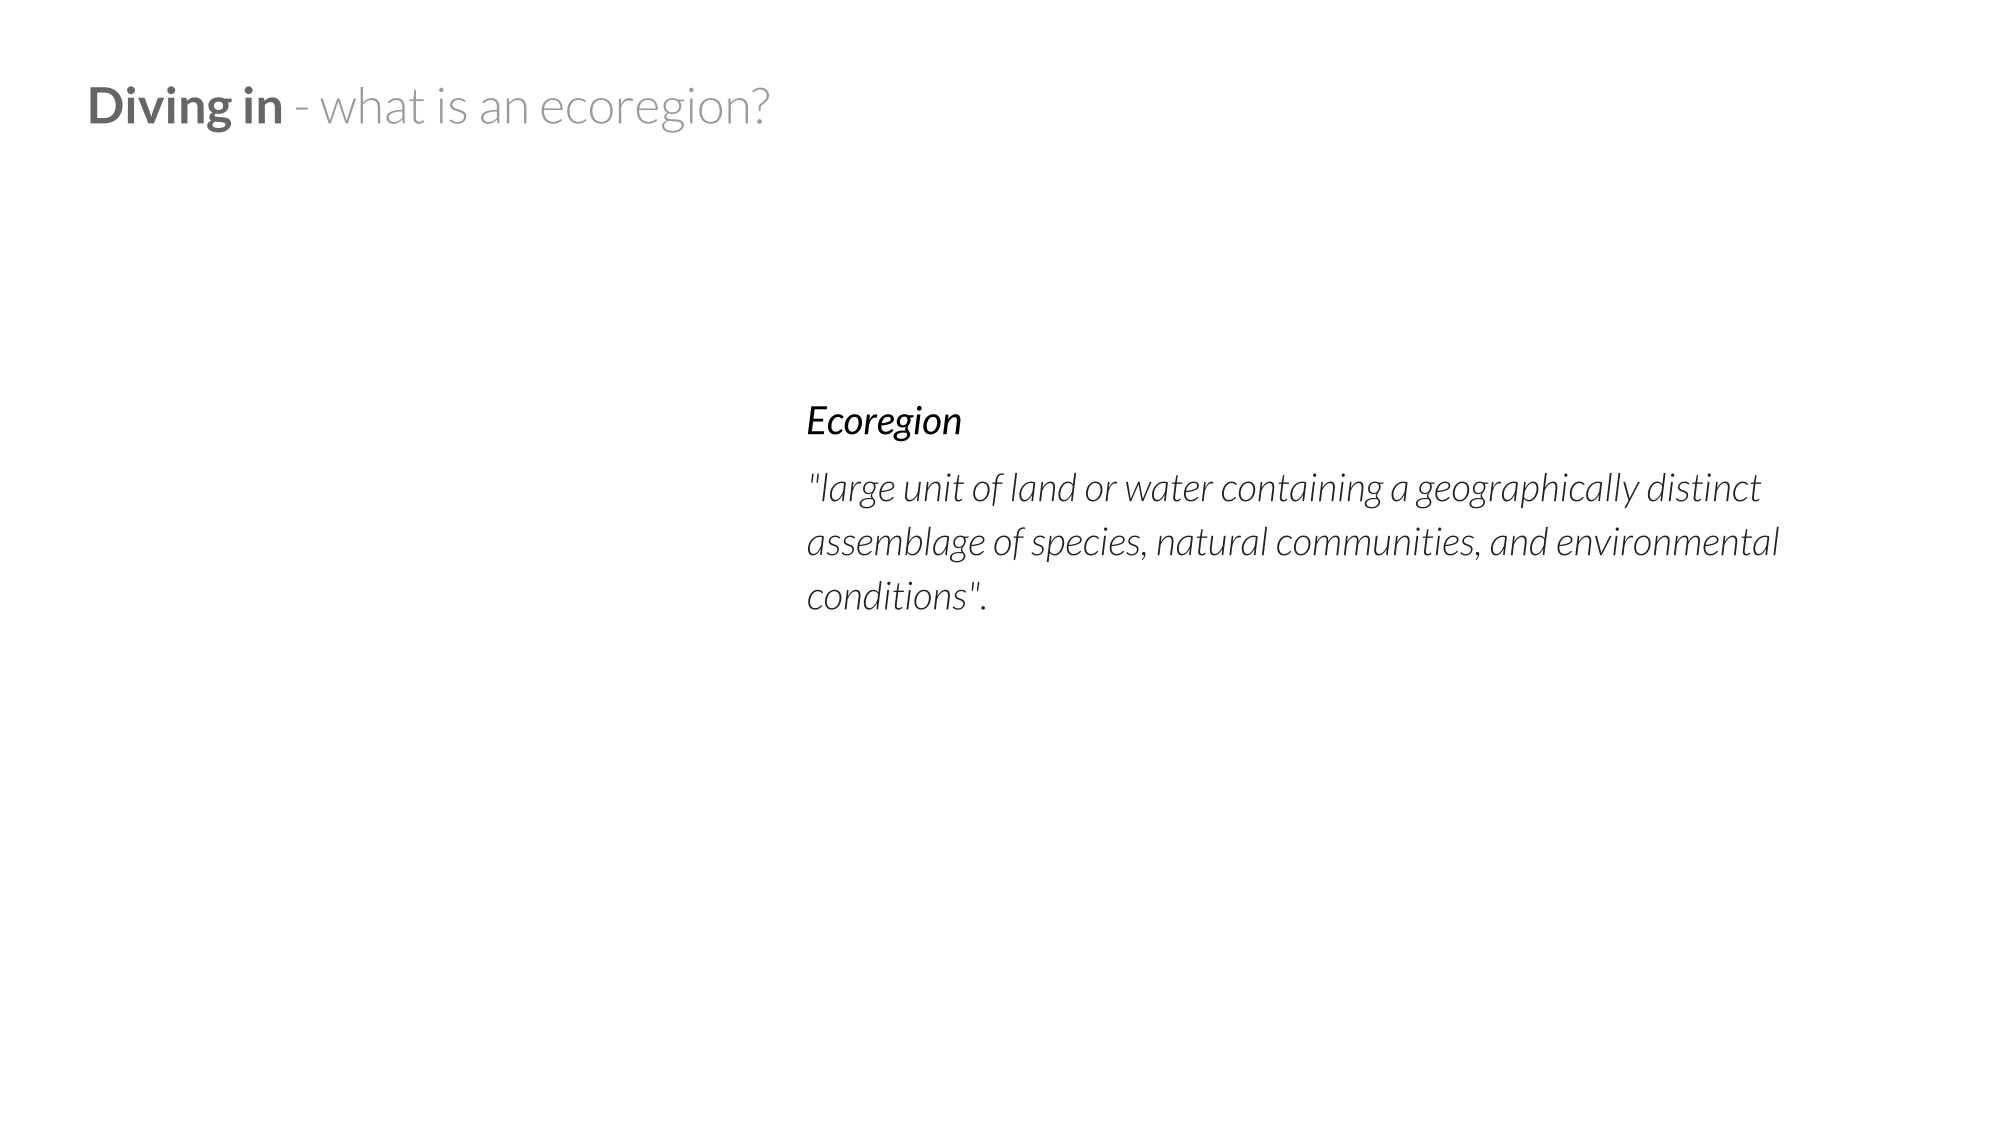 Diving in - what is an ecoregion?
Ecoregion
"large unit of land or water containing a geographically distinct
assemblage of species, natural communities, and environmental
conditions".